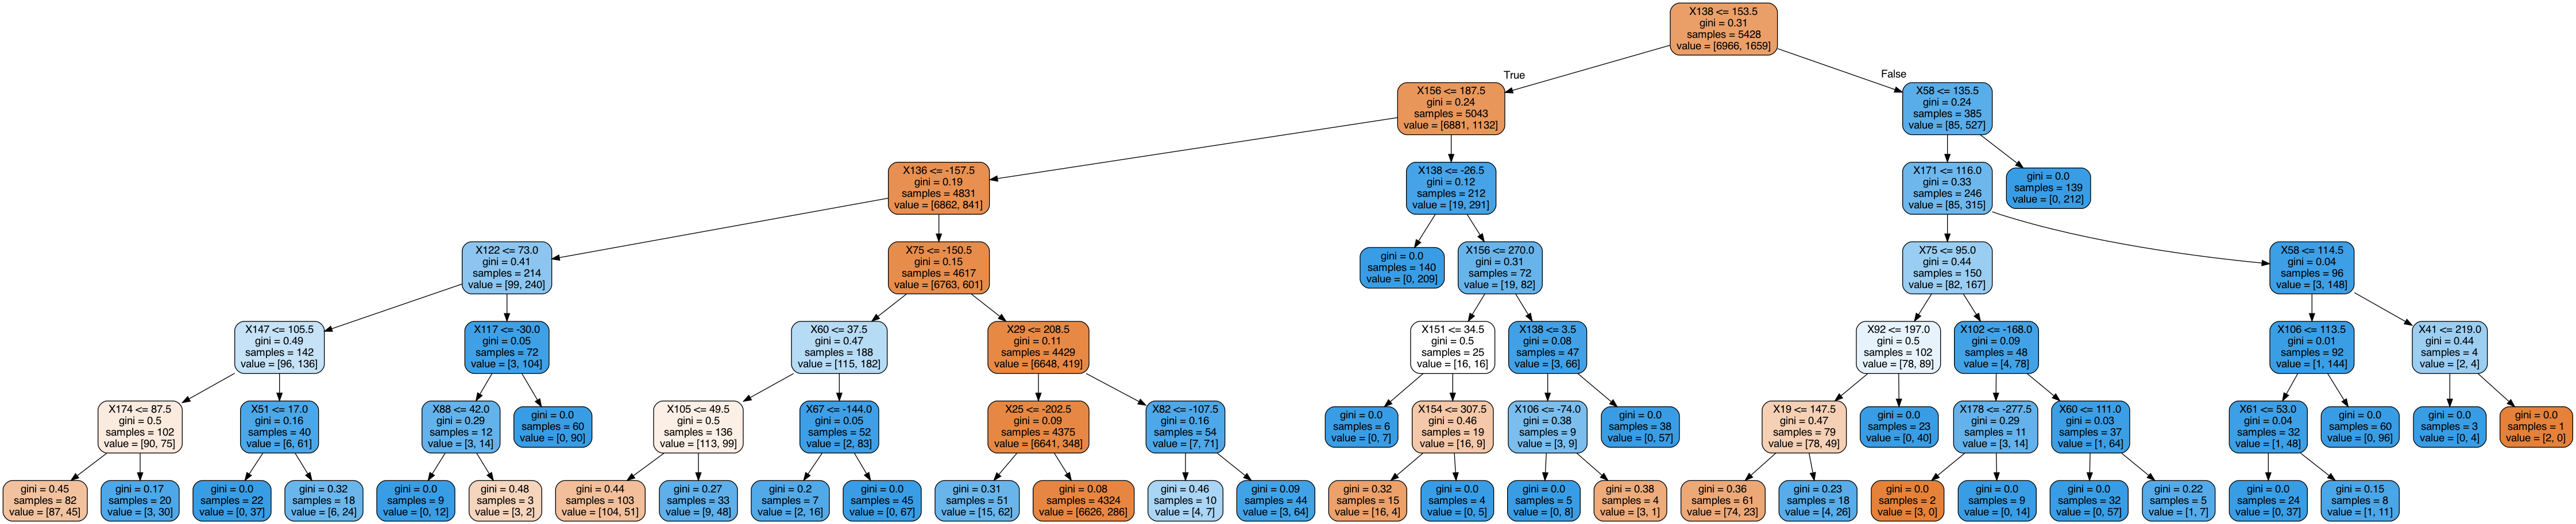 X138 <= 153.5
gini = 0.31
samples = 5428
value = [6966, 1659]
True
False
X156 <= 187.5
gini = 0.24
samples = 5043
value = [6881, 1132]
X58 <= 135.5
gini = 0.24
samples = 385
value = [85, 527]
X136 <= -157.5
gini = 0.19
samples = 4831
value = [6862, 841]
X138 <= -26.5
gini = 0.12
samples = 212
value = [19, 291]
X171 <= 116.0
gini = 0.33
samples = 246
value = [85, 315]
gini = 0.0
samples = 139
value = [0, 212]
X122 <= 73.0
gini = 0.41
samples = 214
value = [99, 240]
X75 <= -150.5
gini = 0.15
samples = 4617
value = [6763, 601]
gini = 0.0
samples = 140
value = [0, 209]
X156 <= 270.0
gini = 0.31
samples = 72
value = [19, 82]
X75 <= 95.0
gini = 0.44
samples = 150
value = [82, 167]
X58 <= 114.5
gini = 0.04
samples = 96
value = [3, 148]
X147 <= 105.5
gini = 0.49
samples = 142
value = [96, 136]
X117 <= -30.0
gini = 0.05
samples = 72
value = [3, 104]
X60 <= 37.5
gini = 0.47
samples = 188
value = [115, 182]
X29 <= 208.5
gini = 0.11
samples = 4429
value = [6648, 419]
X151 <= 34.5
gini = 0.5
samples = 25
value = [16, 16]
X138 <= 3.5
gini = 0.08
samples = 47
value = [3, 66]
X92 <= 197.0
gini = 0.5
samples = 102
value = [78, 89]
X102 <= -168.0
gini = 0.09
samples = 48
value = [4, 78]
X106 <= 113.5
gini = 0.01
samples = 92
value = [1, 144]
X41 <= 219.0
gini = 0.44
samples = 4
value = [2, 4]
X174 <= 87.5
gini = 0.5
samples = 102
value = [90, 75]
X51 <= 17.0
gini = 0.16
samples = 40
value = [6, 61]
X88 <= 42.0
gini = 0.29
samples = 12
value = [3, 14]
gini = 0.0
samples = 60
value = [0, 90]
X105 <= 49.5
gini = 0.5
samples = 136
value = [113, 99]
X67 <= -144.0
gini = 0.05
samples = 52
value = [2, 83]
X25 <= -202.5
gini = 0.09
samples = 4375
value = [6641, 348]
X82 <= -107.5
gini = 0.16
samples = 54
value = [7, 71]
gini = 0.0
samples = 6
value = [0, 7]
X154 <= 307.5
gini = 0.46
samples = 19
value = [16, 9]
X106 <= -74.0
gini = 0.38
samples = 9
value = [3, 9]
gini = 0.0
samples = 38
value = [0, 57]
X19 <= 147.5
gini = 0.47
samples = 79
value = [78, 49]
gini = 0.0
samples = 23
value = [0, 40]
X178 <= -277.5
gini = 0.29
samples = 11
value = [3, 14]
X60 <= 111.0
gini = 0.03
samples = 37
value = [1, 64]
X61 <= 53.0
gini = 0.04
samples = 32
value = [1, 48]
gini = 0.0
samples = 60
value = [0, 96]
gini = 0.0
samples = 3
value = [0, 4]
gini = 0.0
samples = 1
value = [2, 0]
gini = 0.45
samples = 82
value = [87, 45]
gini = 0.17
samples = 20
value = [3, 30]
gini = 0.0
samples = 22
value = [0, 37]
gini = 0.32
samples = 18
value = [6, 24]
gini = 0.0
samples = 9
value = [0, 12]
gini = 0.48
samples = 3
value = [3, 2]
gini = 0.44
samples = 103
value = [104, 51]
gini = 0.27
samples = 33
value = [9, 48]
gini = 0.2
samples = 7
value = [2, 16]
gini = 0.0
samples = 45
value = [0, 67]
gini = 0.31
samples = 51
value = [15, 62]
gini = 0.08
samples = 4324
value = [6626, 286]
gini = 0.46
samples = 10
value = [4, 7]
gini = 0.09
samples = 44
value = [3, 64]
gini = 0.32
samples = 15
value = [16, 4]
gini = 0.0
samples = 4
value = [0, 5]
gini = 0.0
samples = 5
value = [0, 8]
gini = 0.38
samples = 4
value = [3, 1]
gini = 0.36
samples = 61
value = [74, 23]
gini = 0.23
samples = 18
value = [4, 26]
gini = 0.0
samples = 2
value = [3, 0]
gini = 0.0
samples = 9
value = [0, 14]
gini = 0.0
samples = 32
value = [0, 57]
gini = 0.22
samples = 5
value = [1, 7]
gini = 0.0
samples = 24
value = [0, 37]
gini = 0.15
samples = 8
value = [1, 11]